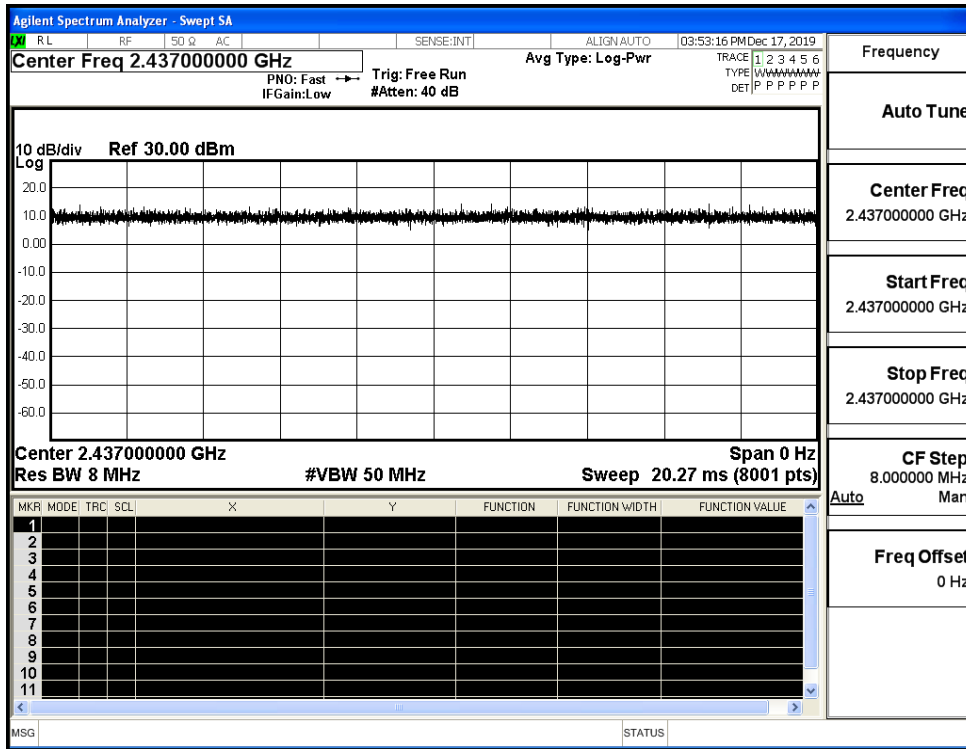 Agilent Spectrum Analyzer - Swept SA
LXI RL RF 50 Ω AC SENSE:INT ALIGN AUTO 03:53:16 PM Dec 17, 2019
Center Freq 2.437000000 GHz
PNO: Fast
IFGain:Low
Trig: Free Run
#Atten: 40 dB
Avg Type: Log-Pwr
TRACE 1 2 3 4 5 6
TYPE
DET P P P P P P
10 dB/div Ref 30.00 dBm
Log
20.0
10.0
0.00
-10.0
-20.0
-30.0
-40.0
-50.0
-60.0
Center 2.437000000 GHz Span 0 Hz
Res BW 8 MHz #VBW 50 MHz Sweep 20.27 ms (8001 pts)
MKR MODE TRC SCL X Y FUNCTION FUNCTION WIDTH FUNCTION VALUE
1
2
3
4
5
6
7
8
9
10
11
MSG STATUS
Frequency
Auto Tune
Center Freq
2.437000000 GHz
Start Freq
2.437000000 GHz
Stop Freq
2.437000000 GHz
CF Step
8.000000 MHz
Auto Man
Freq Offset
0 Hz